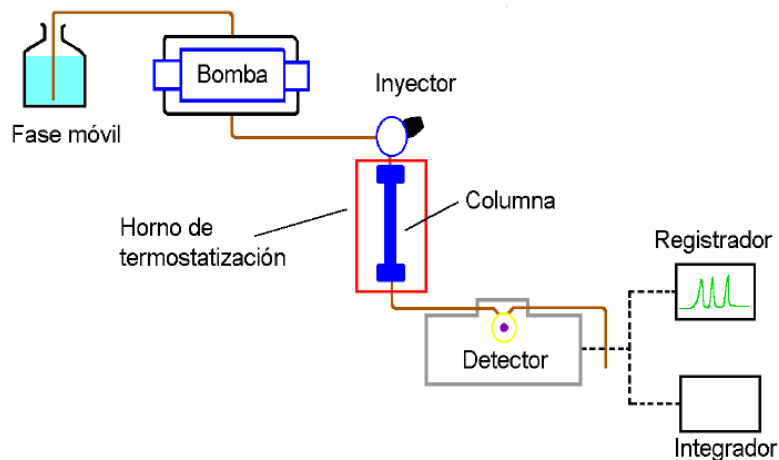 Bomba
Inyector
Fase móvil
Columna
Horno de
termostatización
Registrador
Detector
Integrador